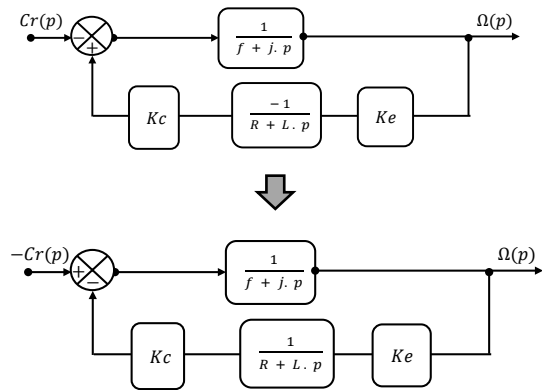 Cr(p)
−
+
1
f + j. p
Ω(p)
Kc
−1
R + L. p
Ke
−Cr(p)
+
−
1
f + j. p
Ω(p)
Kc
1
R + L. p
Ke